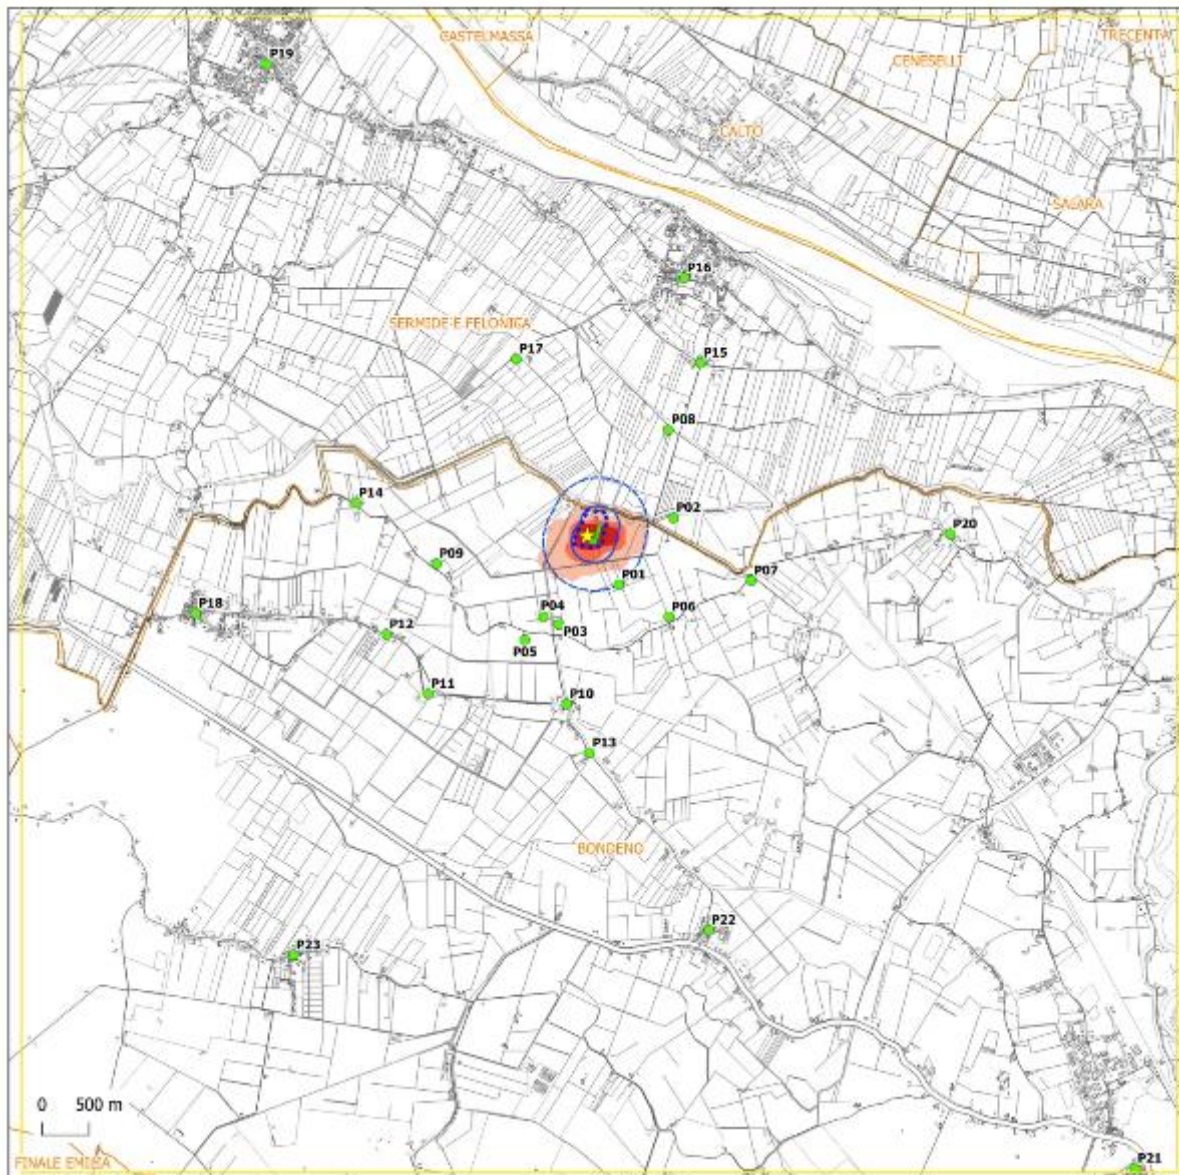 CASTELMASSA
TRECENTA
P19
CENESELLI
CALTO
SALARA
P16
SERMIDE E FELONICA
P17
P15
P08
P14
P02
P20
P09
P01
P07
P18
P04
P06
P12
P03
P05
P11
P10
P13
BONDENO
P22
P23
0 500 m
FINALE EMILIA
P21